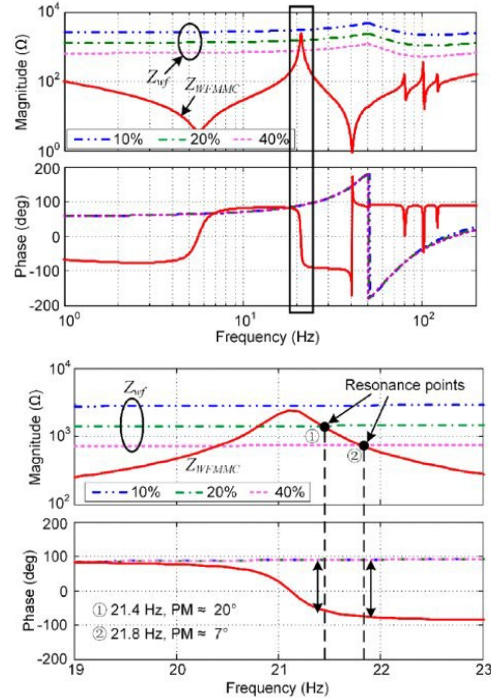 Magnitude (Ω)
10⁴
10²
10⁰
Z_wf
Z_WFMMC
10% 20% 40%
Phase (deg)
200
100
0
-100
200
10⁰ 10¹ 10²
Frequency (Hz)
Magnitude (Ω)
10⁴
10³
10²
Z_wf
Resonance points
①
②
Z_WFMMC
10% 20% 40%
Phase (deg)
200
100
0
-100
-200
① 21.4 Hz, PM ≈ 20°
② 21.8 Hz, PM ≈ 7°
19 20 21 22 23
Frequency (Hz)